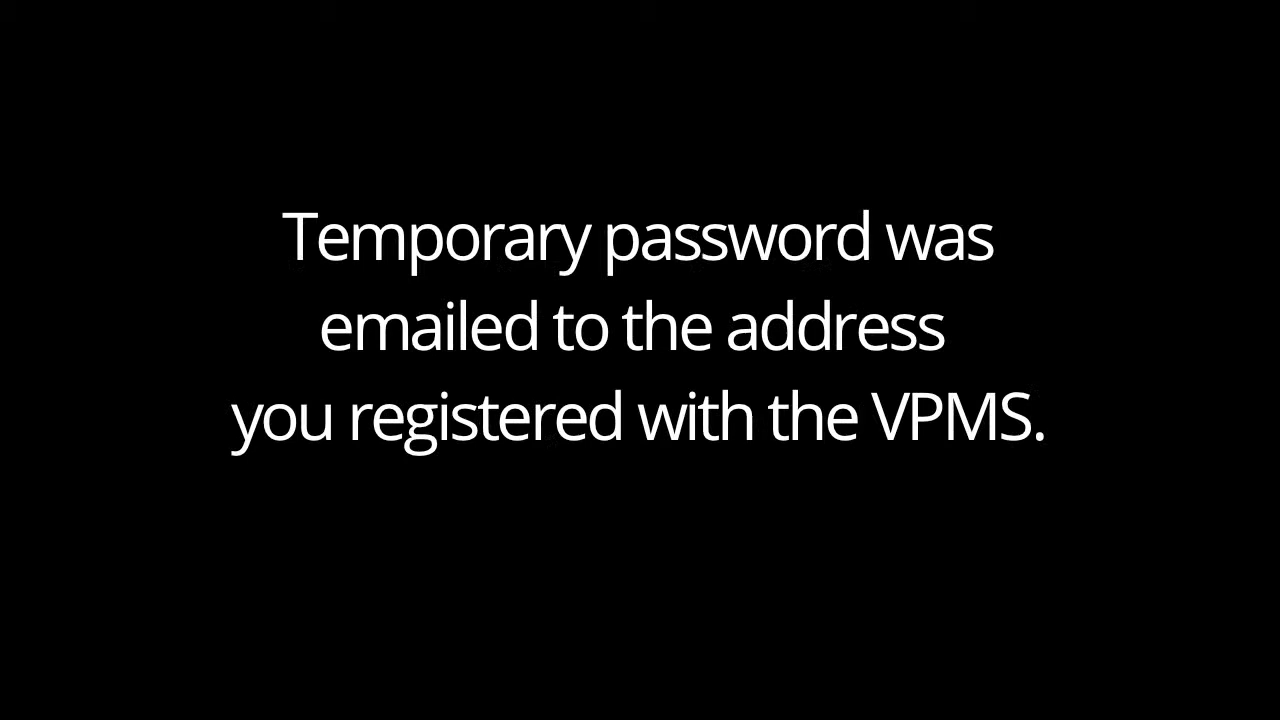 Temporary password was
emailed to the address
you registered with the VPMS.